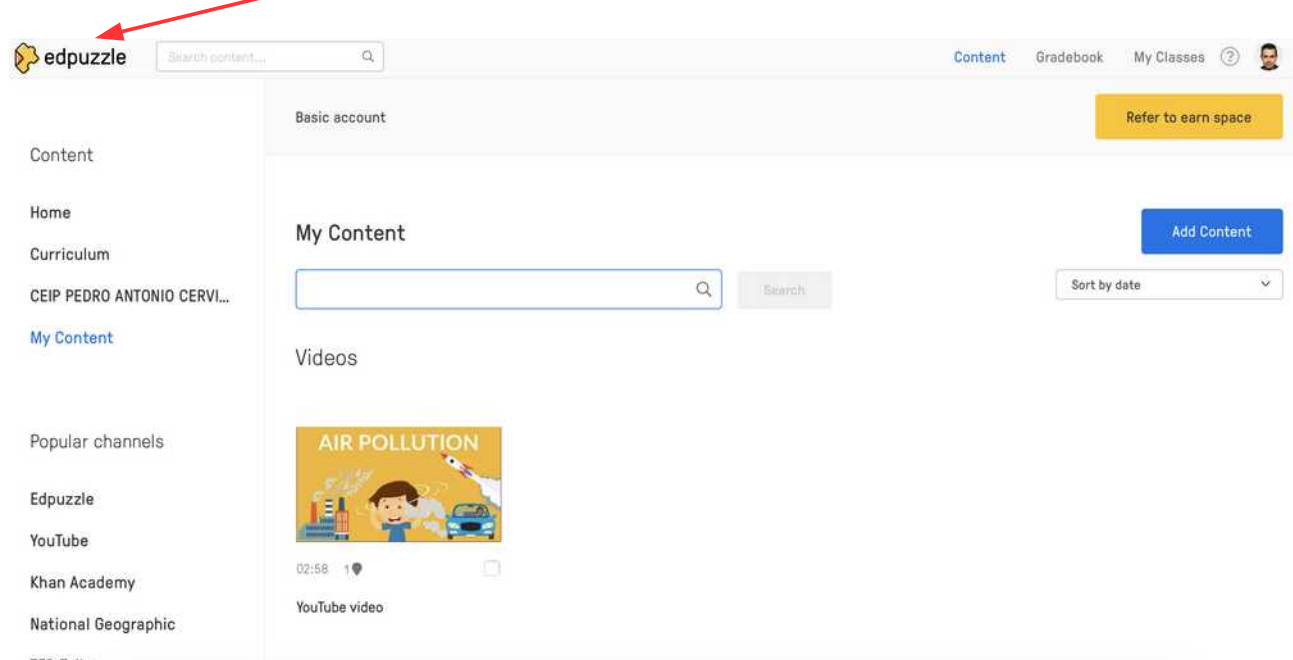 edpuzzle
Search content...
Content
Gradebook
My Classes
?
Basic account
Refer to earn space
Content
Home
Curriculum
CEIP PEDRO ANTONIO CERVI...
My Content
Popular channels
Edpuzzle
YouTube
Khan Academy
National Geographic
My Content
Add Content
Search
Sort by date
Videos
AIR POLLUTION
02:58 1
YouTube video